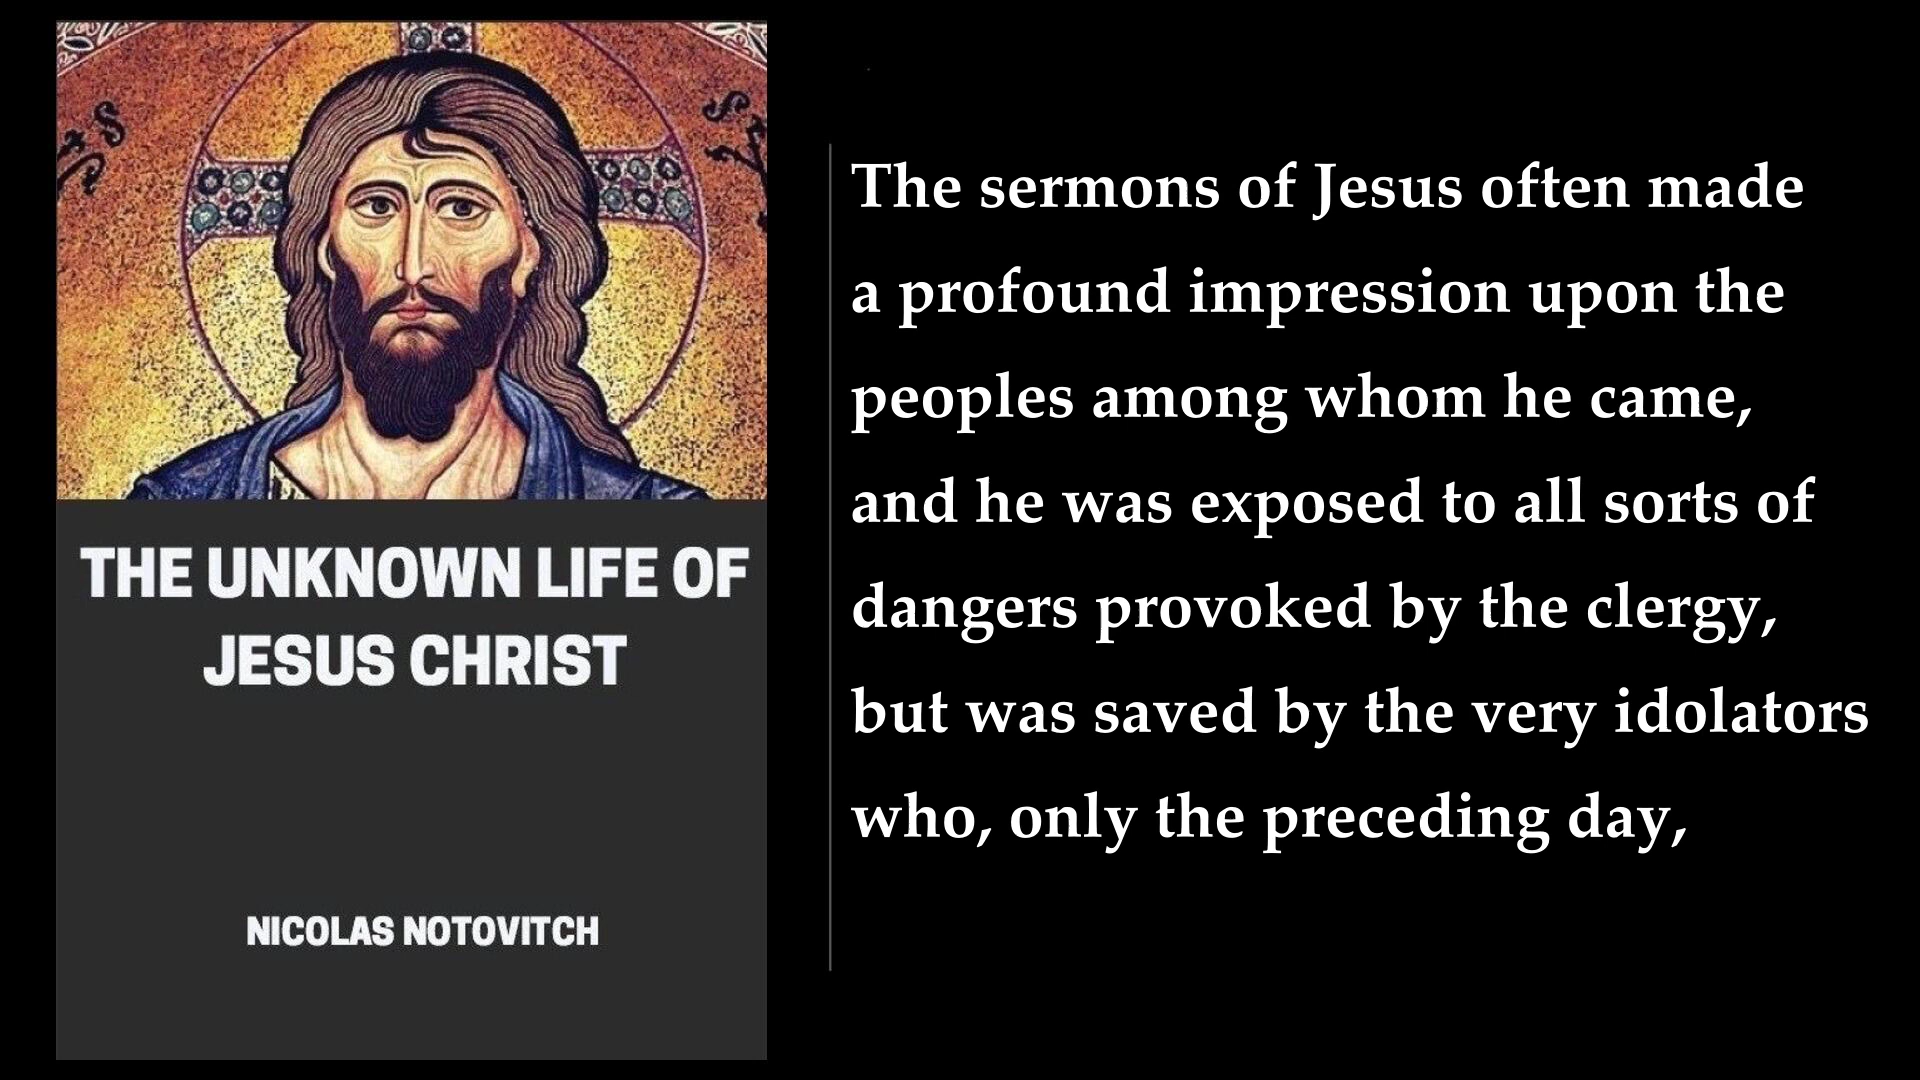 THE UNKNOWN LIFE OF
JESUS CHRIST
NICOLAS NOTOVITCH
The sermons of Jesus often made
a profound impression upon the
peoples among whom he came,
and he was exposed to all sorts of
dangers provoked by the clergy,
but was saved by the very idolators
who, only the preceding day,